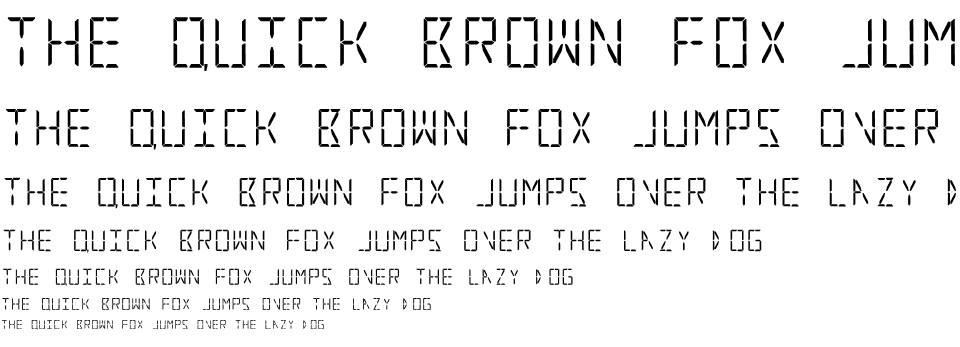 THE QUICK BROWN FOX JUM
THE QUICK BROWN FOX JUMPS OVER
THE QUICK BROWN FOX JUMPS OVER THE LAZY D
THE QUICK BROWN FOX JUMPS OVER THE LAZY DOG
THE QUICK BROWN FOX JUMPS OVER THE LAZY DOG
THE QUICK BROWN FOX JUMPS OVER THE LAZY DOG
THE QUICK BROWN FOX JUMPS OVER THE LAZY DOG